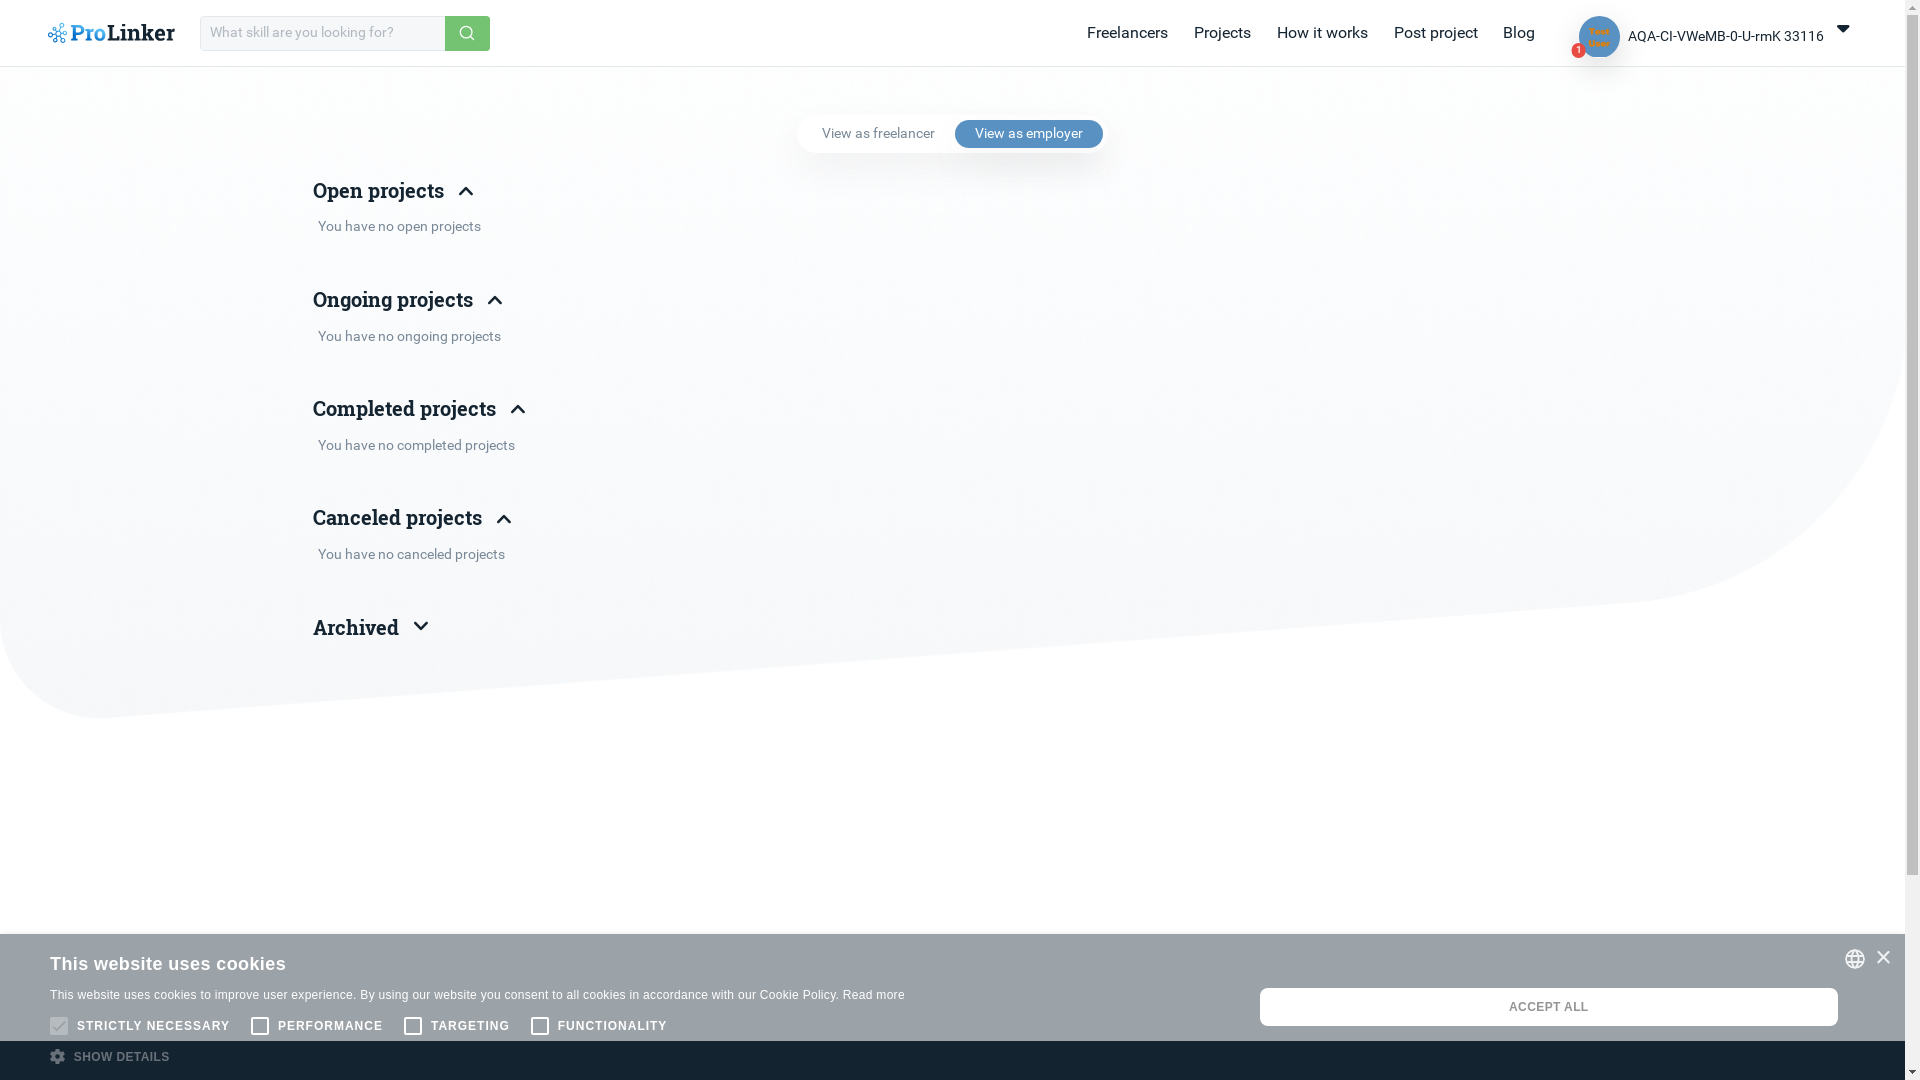 ProLinker
What skill are you looking for?
Freelancers
Projects
How it works
Post project
Blog
Test
User
1
AQA-CI-VWeMB-0-U-rmK 33116
View as freelancer
View as employer
Open projects
You have no open projects
Ongoing projects
You have no ongoing projects
Completed projects
You have no completed projects
Canceled projects
You have no canceled projects
Archived
This website uses cookies
This website uses cookies to improve user experience. By using our website you consent to all cookies in accordance with our Cookie Policy. Read more
STRICTLY NECESSARY
PERFORMANCE
TARGETING
FUNCTIONALITY
SHOW DETAILS
×
ACCEPT ALL